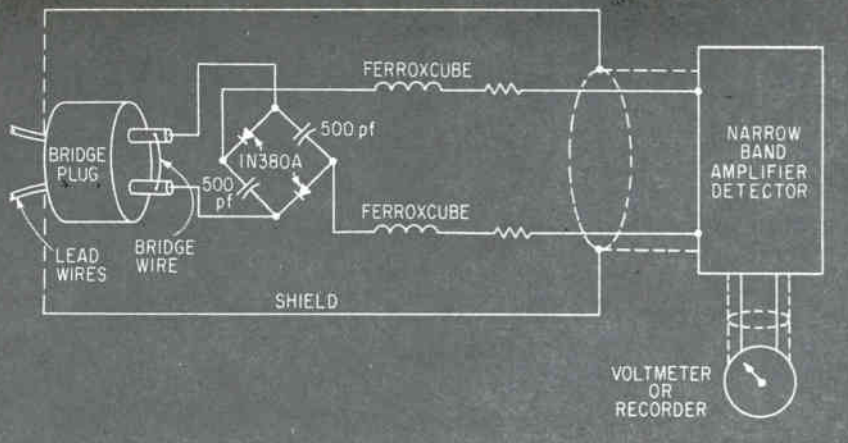 FERROXCUBE
500 pf
1N380A
500
pf
BRIDGE
PLUG
FERROXCUBE
LEAD
WIRES
BRIDGE
WIRE
SHIELD
NARROW
BAND
AMPLIFIER
DETECTOR
VOLTMETER
OR
RECORDER